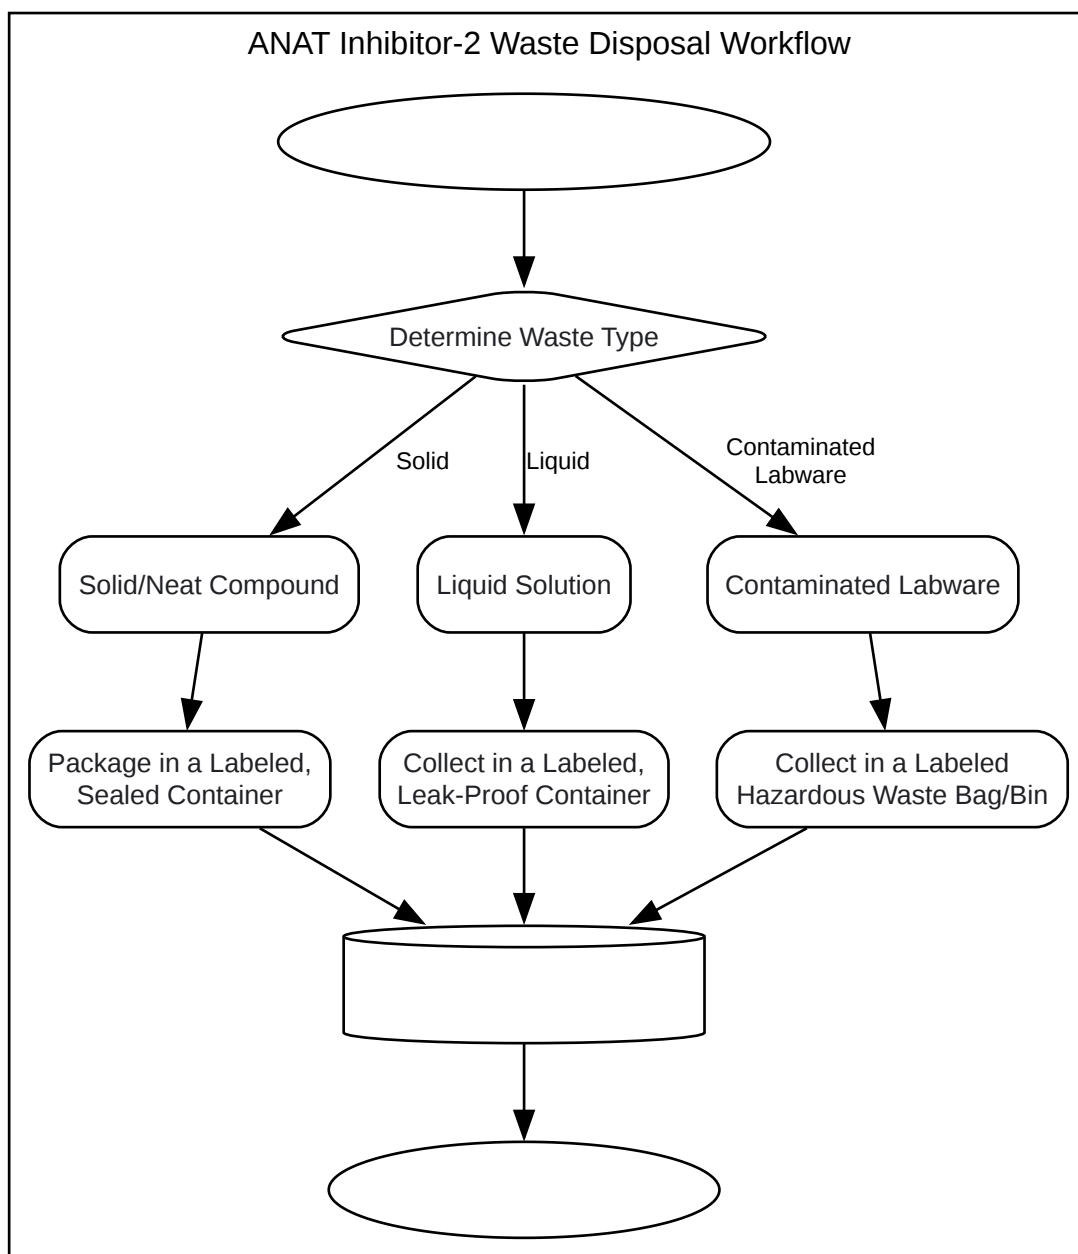 ANAT Inhibitor-2 Waste Disposal Workflow
Determine Waste Type
Solid
Liquid
Contaminated
Labware
Solid/Neat Compound
Liquid Solution
Contaminated Labware
Package in a Labeled,
Sealed Container
Collect in a Labeled,
Leak-Proof Container
Collect in a Labeled
Hazardous Waste Bag/Bin